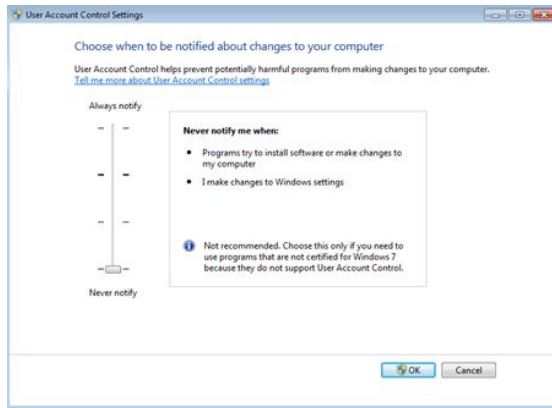 User Account Control Settings
Choose when to be notified about changes to your computer
User Account Control helps prevent potentially harmful programs from making changes to your computer.
Tell me more about User Account Control settings
Always notify
Never notify me when:
• Programs try to install software or make changes to
my computer
• I make changes to Windows settings
Not recommended. Choose this only if you need to
use programs that are not certified for Windows 7
because they do not support User Account Control.
Never notify
OK
Cancel